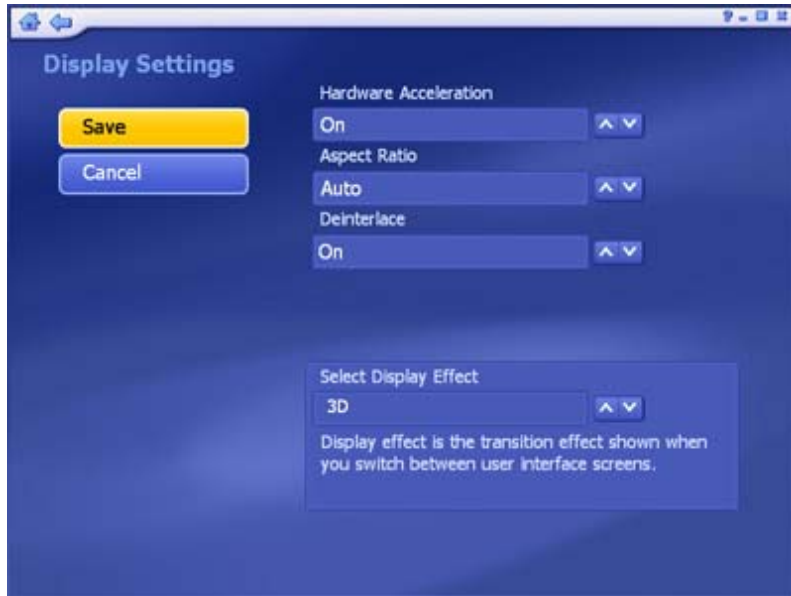 Display Settings
Save
Cancel
Hardware Acceleration
On
Aspect Ratio
Auto
Deinterlace
On
Select Display Effect
3D
Display effect is the transition effect shown when
you switch between user interface screens.